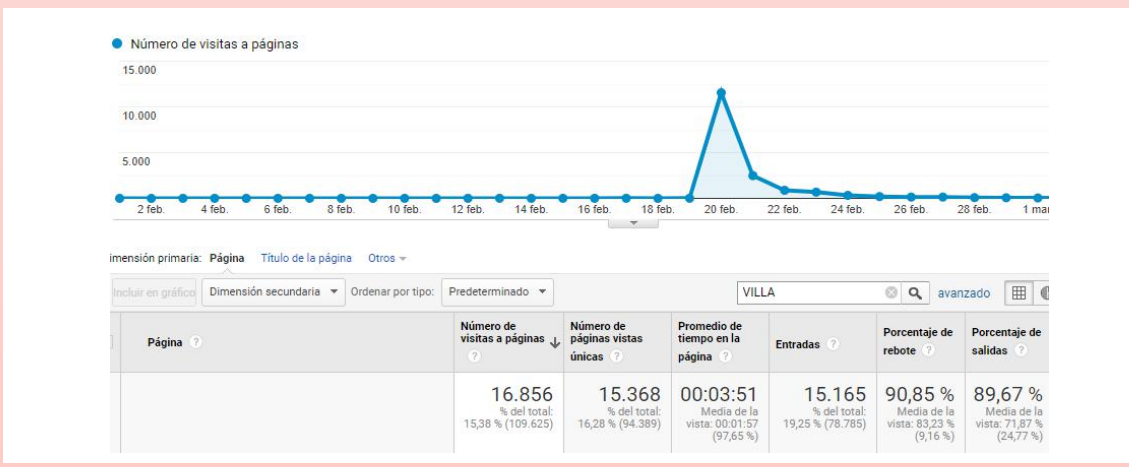 Número de visitas a páginas
15.000
10.000
5.000
2 feb. 4 feb. 6 feb. 8 feb. 10 feb. 12 feb. 14 feb. 16 feb. 18 feb. 20 feb. 22 feb. 24 feb. 26 feb. 28 feb. 1 mar
imensión primaria: Página Título de la página Otros
incluir en gráfico Dimensión secundaria Ordenar por tipo: Predeterminado VILLA avanzado
Página ?
Número de
visitas a páginas
?
Número de
páginas vistas
únicas ?
Promedio de
tiempo en la
página ?
Entradas ?
Porcentaje de
rebote ?
Porcentaje de
salidas ?
16.856
% del total:
15,38 % (109.625)
15.368
% del total:
16,28 % (94.389)
00:03:51
Media de la
vista: 00:01:57
(97,65 %)
15.165
% del total:
19,25 % (78.785)
90,85 %
Media de la
vista: 83,23 %
(9,16 %)
89,67 %
Media de la
vista: 71,87 %
(24,77 %)